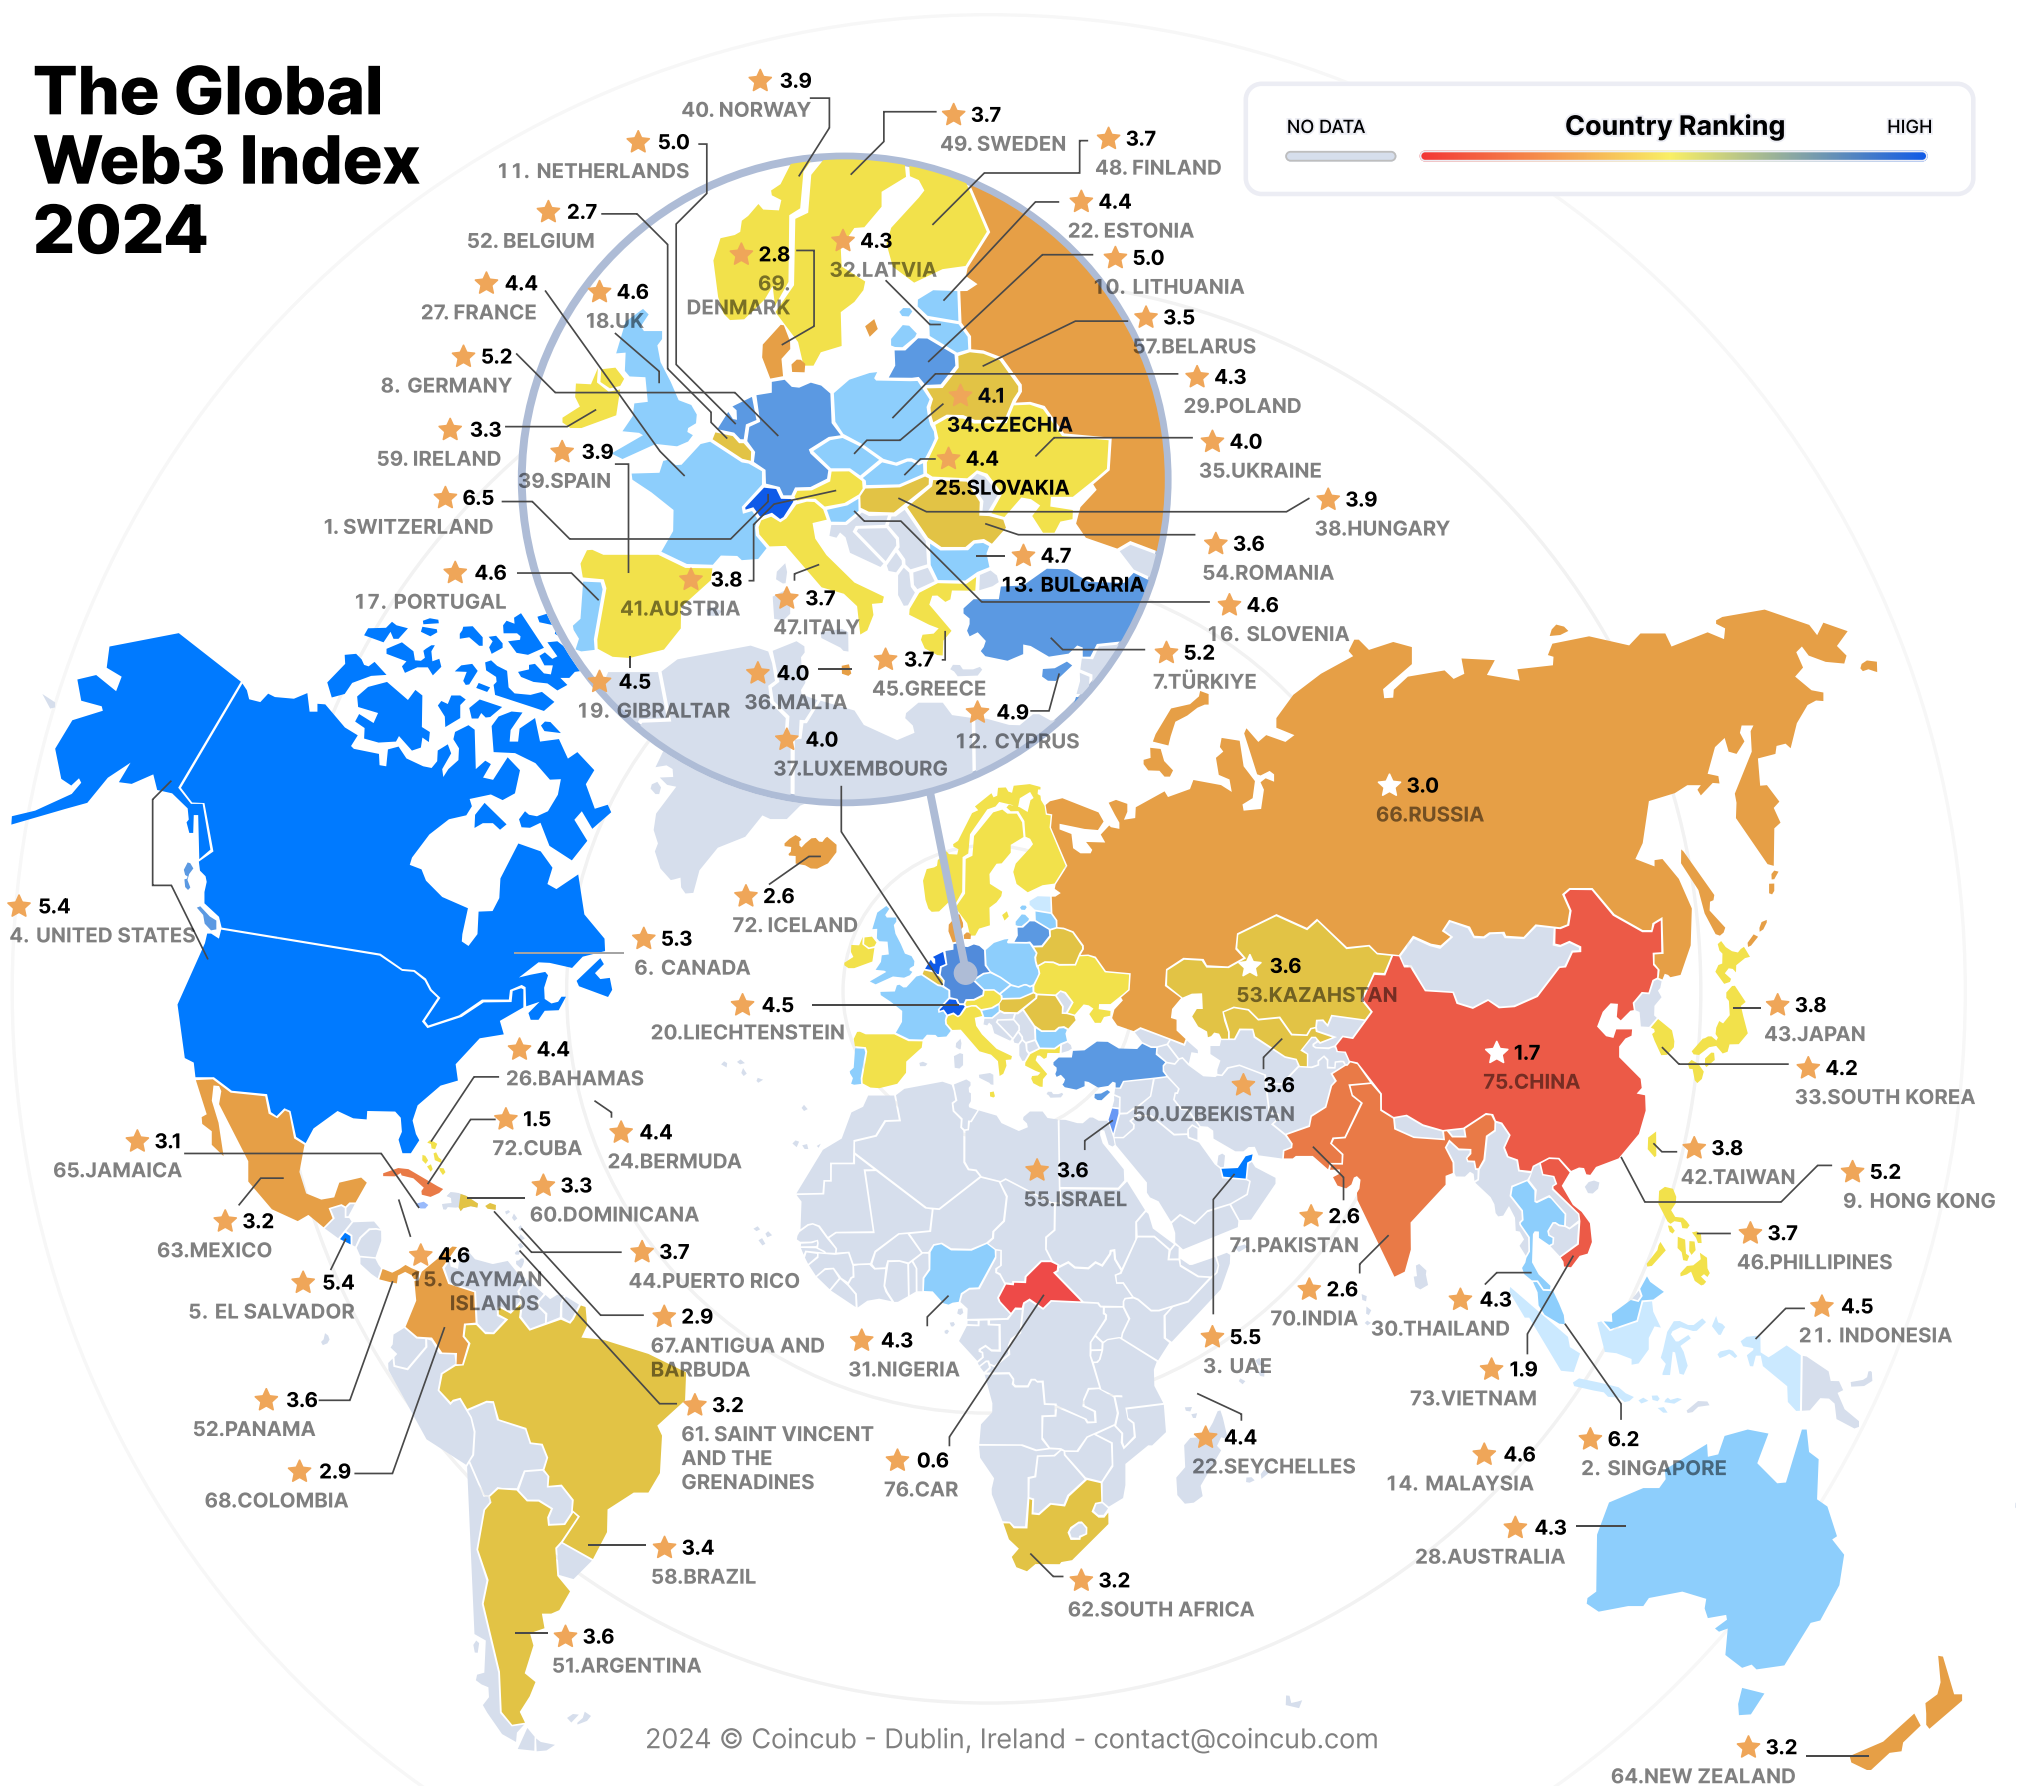 The Global
Web3 Index
2024
NO DATA
Country Ranking
HIGH
3.9
40. NORWAY
3.7
49. SWEDEN
5.0
11. NETHERLANDS
3.7
48. FINLAND
2.7
52. BELGIUM
4.4
22. ESTONIA
2.8
69.
DENMARK
4.3
32.LATVIA
5.0
10. LITHUANIA
4.4
27. FRANCE
4.6
18.UK
3.5
57.BELARUS
5.2
8. GERMANY
4.3
29.POLAND
4.1
34.CZECHIA
3.3
59. IRELAND
3.9
39.SPAIN
4.0
35.UKRAINE
4.4
25.SLOVAKIA
6.5
1. SWITZERLAND
3.9
38.HUNGARY
3.6
54.ROMANIA
4.7
13. BULGARIA
4.6
17. PORTUGAL
3.8
41.AUSTRIA
3.7
47.ITALY
4.6
16. SLOVENIA
4.5
19. GIBRALTAR
4.0
36.MALTA
3.7
45.GREECE
5.2
7.TÜRKIYE
4.9
12. CYPRUS
4.0
37.LUXEMBOURG
3.0
66.RUSSIA
2.6
72. ICELAND
5.4
4. UNITED STATES
5.3
6. CANADA
3.6
53.KAZAHSTAN
4.5
20.LIECHTENSTEIN
3.8
43.JAPAN
4.4
26.BAHAMAS
1.7
75.CHINA
4.2
33.SOUTH KOREA
3.6
50.UZBEKISTAN
1.5
72.CUBA
4.4
24.BERMUDA
3.1
65.JAMAICA
3.6
55.ISRAEL
3.8
42.TAIWAN
5.2
9. HONG KONG
3.3
60.DOMINICANA
3.2
63.MEXICO
2.6
71.PAKISTAN
3.7
46.PHILLIPINES
4.6
15. CAYMAN
ISLANDS
3.7
44.PUERTO RICO
5.4
5. EL SALVADOR
2.6
70.INDIA
4.3
30.THAILAND
4.5
21. INDONESIA
2.9
67.ANTIGUA AND
BARBUDA
4.3
31.NIGERIA
5.5
3. UAE
1.9
73.VIETNAM
3.6
52.PANAMA
3.2
61. SAINT VINCENT
AND THE
GRENADINES
4.4
22.SEYCHELLES
6.2
2. SINGAPORE
4.6
14. MALAYSIA
2.9
68.COLOMBIA
0.6
76.CAR
4.3
28.AUSTRALIA
3.4
58.BRAZIL
3.2
62.SOUTH AFRICA
3.6
51.ARGENTINA
2024 © Coincub - Dublin, Ireland - contact@coincub.com
3.2
64.NEW ZEALAND